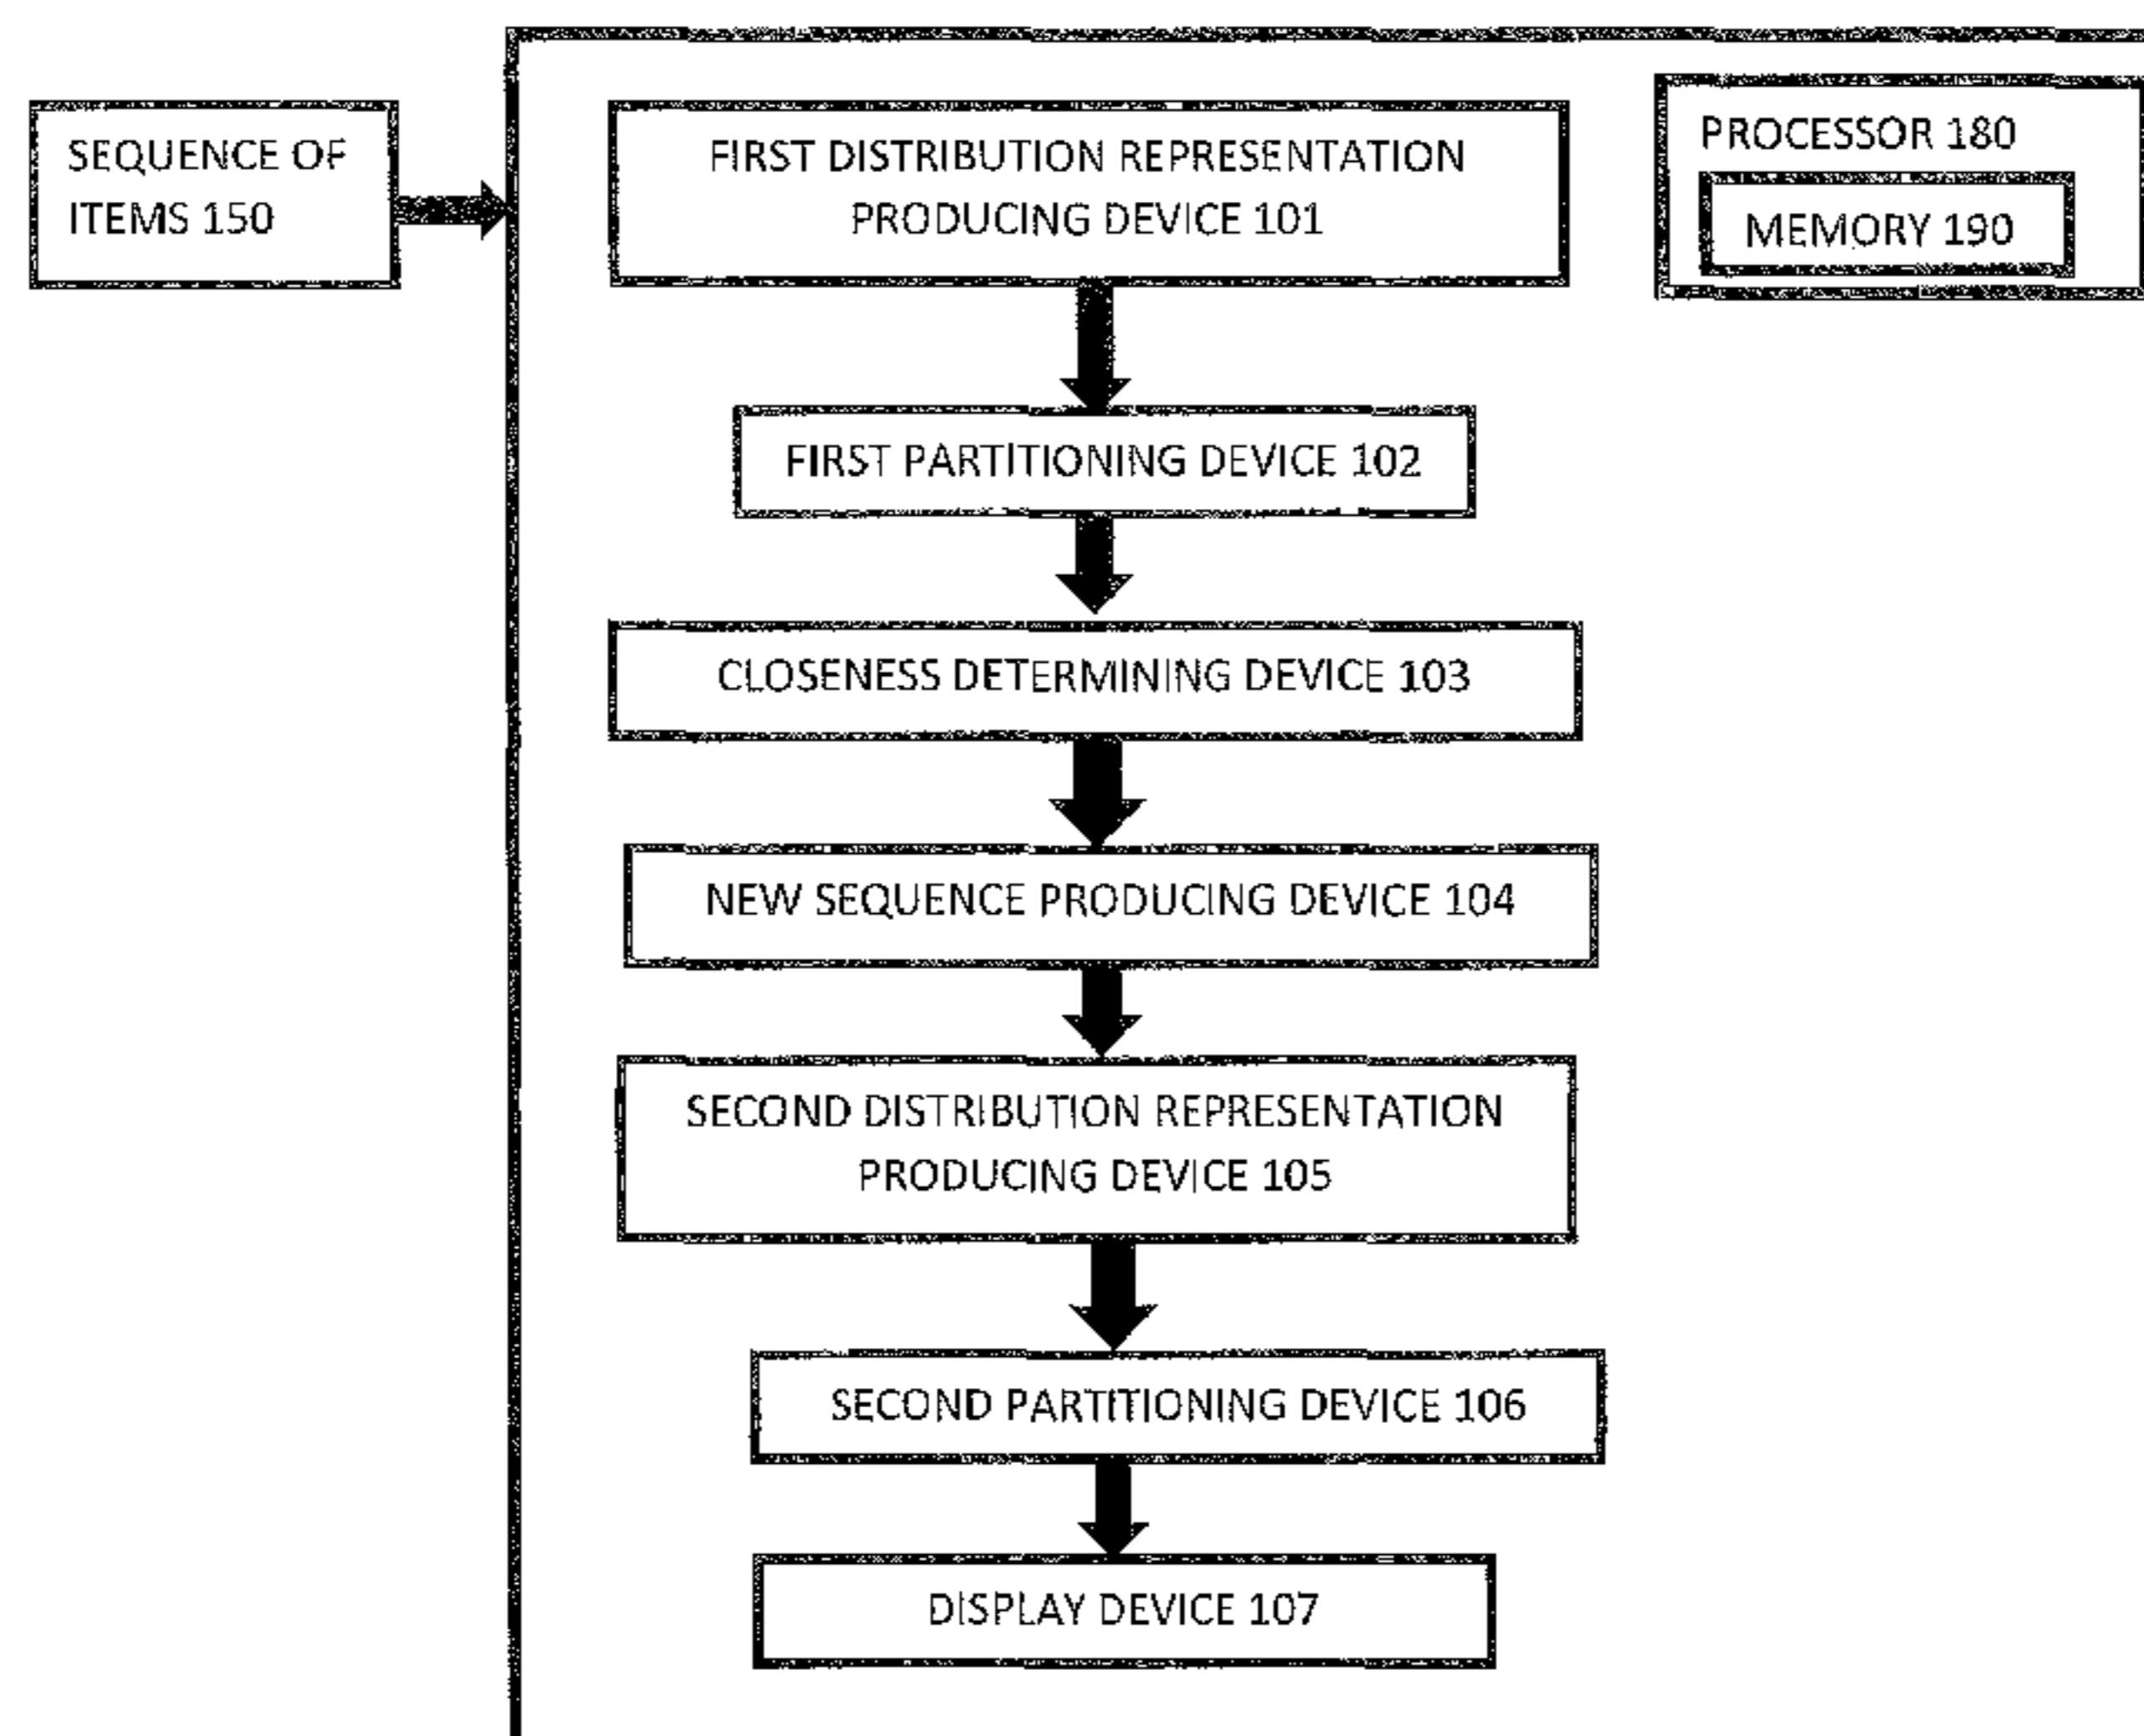 SEQUENCE OF
ITEMS 150
FIRST DISTRIBUTION REPRESENTATION
PRODUCING DEVICE 101
PROCESSOR 180
MEMORY 190
FIRST PARTITIONING DEVICE 102
CLOSENESS DETERMINING DEVICE 103
NEW SEQUENCE PRODUCING DEVICE 104
SECOND DISTRIBUTION REPRESENTATION
PRODUCING DEVICE 105
SECOND PARTITIONING DEVICE 106
DISPLAY DEVICE 107